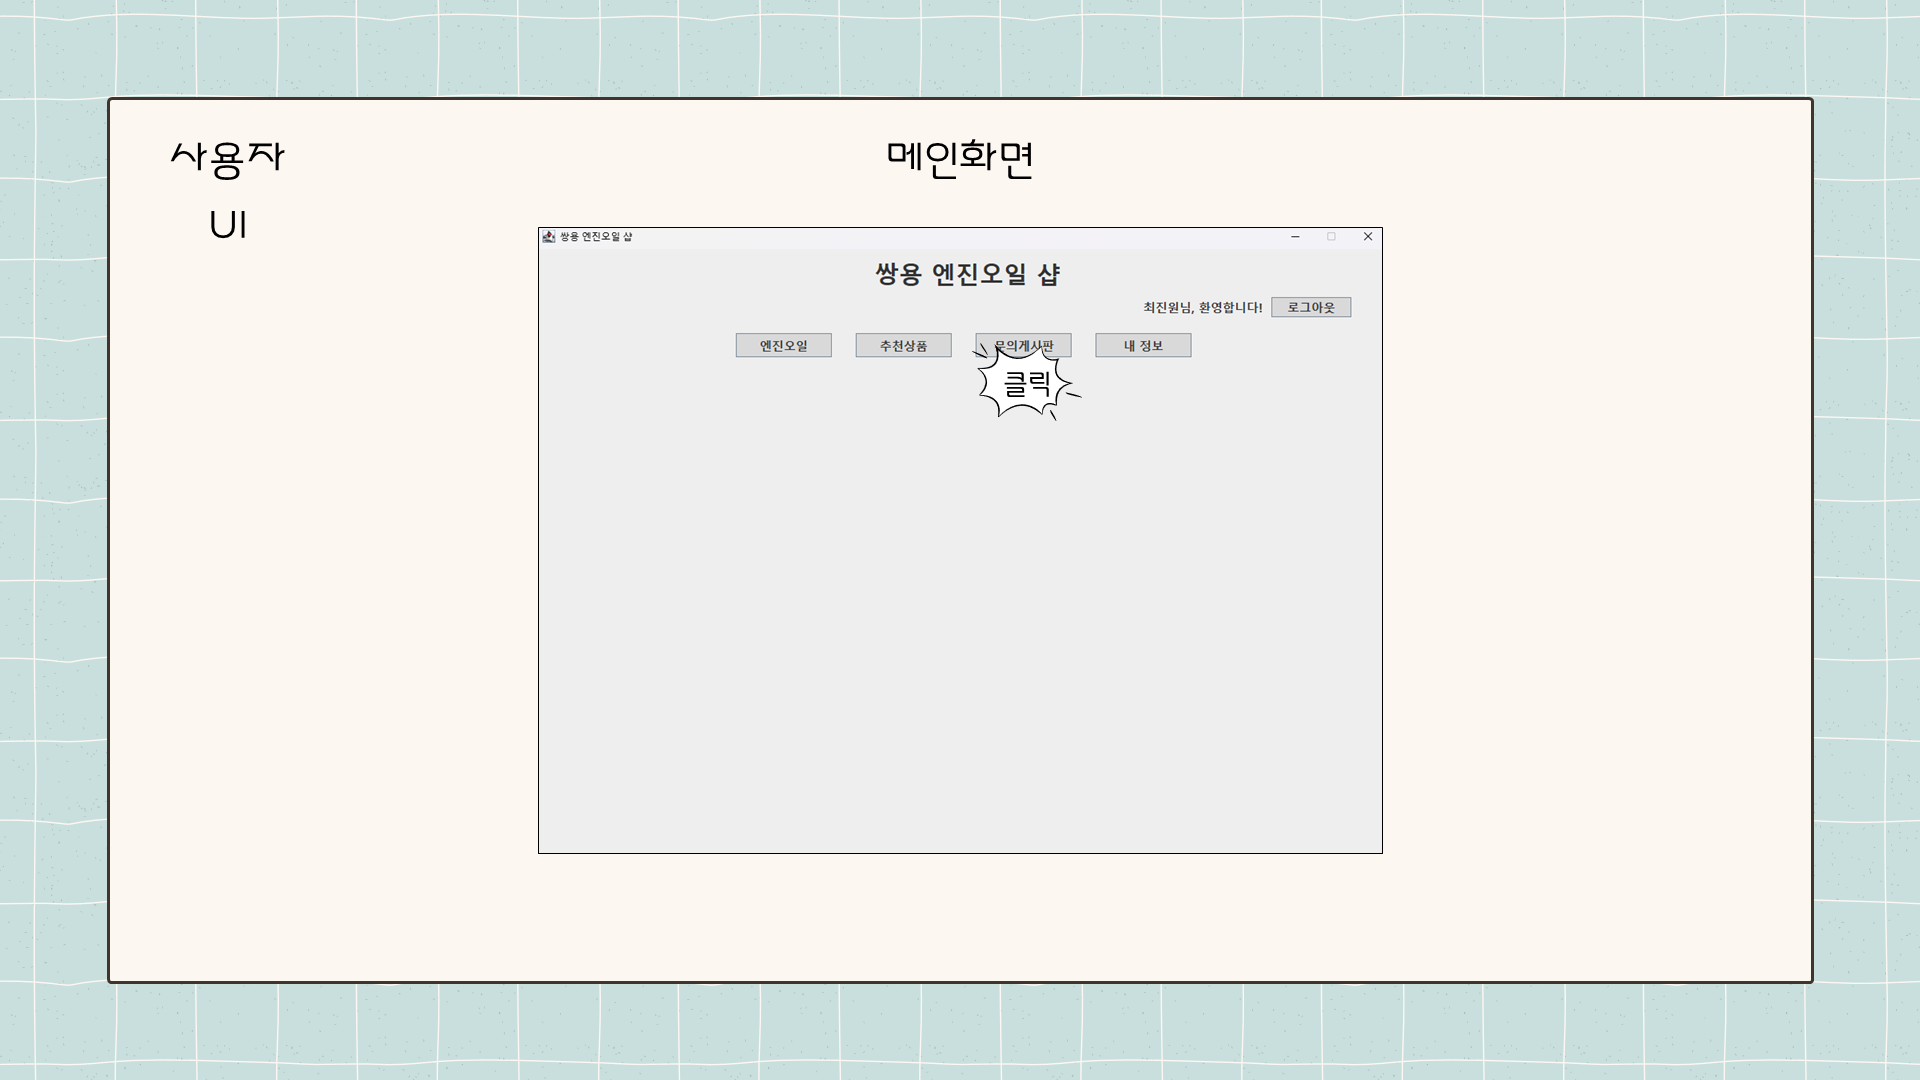 사용자
UI
메인화면
쌍용 엔진오일 샵
쌍용 엔진오일 샵
최진원님, 환영합니다! 로그아웃
엔진오일 추천상품 문의게시판 내 정보
클릭